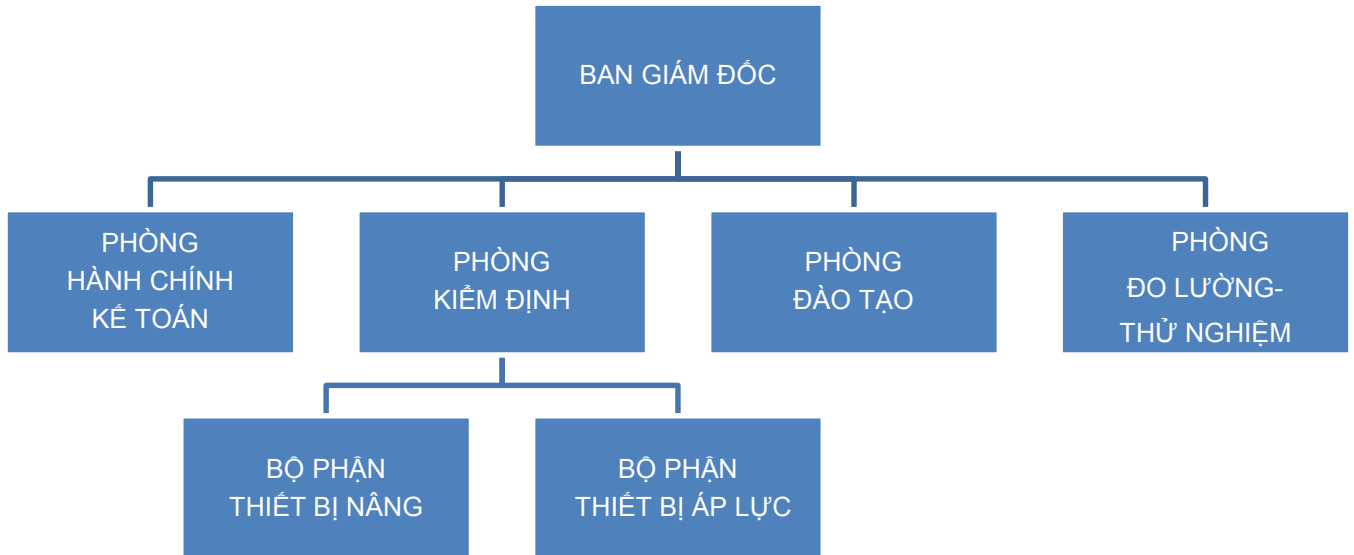 BAN GIÁM ĐỐC
PHÒNG
HÀNH CHÍNH
KẾ TOÁN
PHÒNG
KIỂM ĐỊNH
PHÒNG
ĐÀO TẠO
PHÒNG
ĐO LƯỜNG-
THỬ NGHIỆM
BỘ PHẬN
THIẾT BỊ NÂNG
BỘ PHẬN
THIẾT BỊ ÁP LỰC